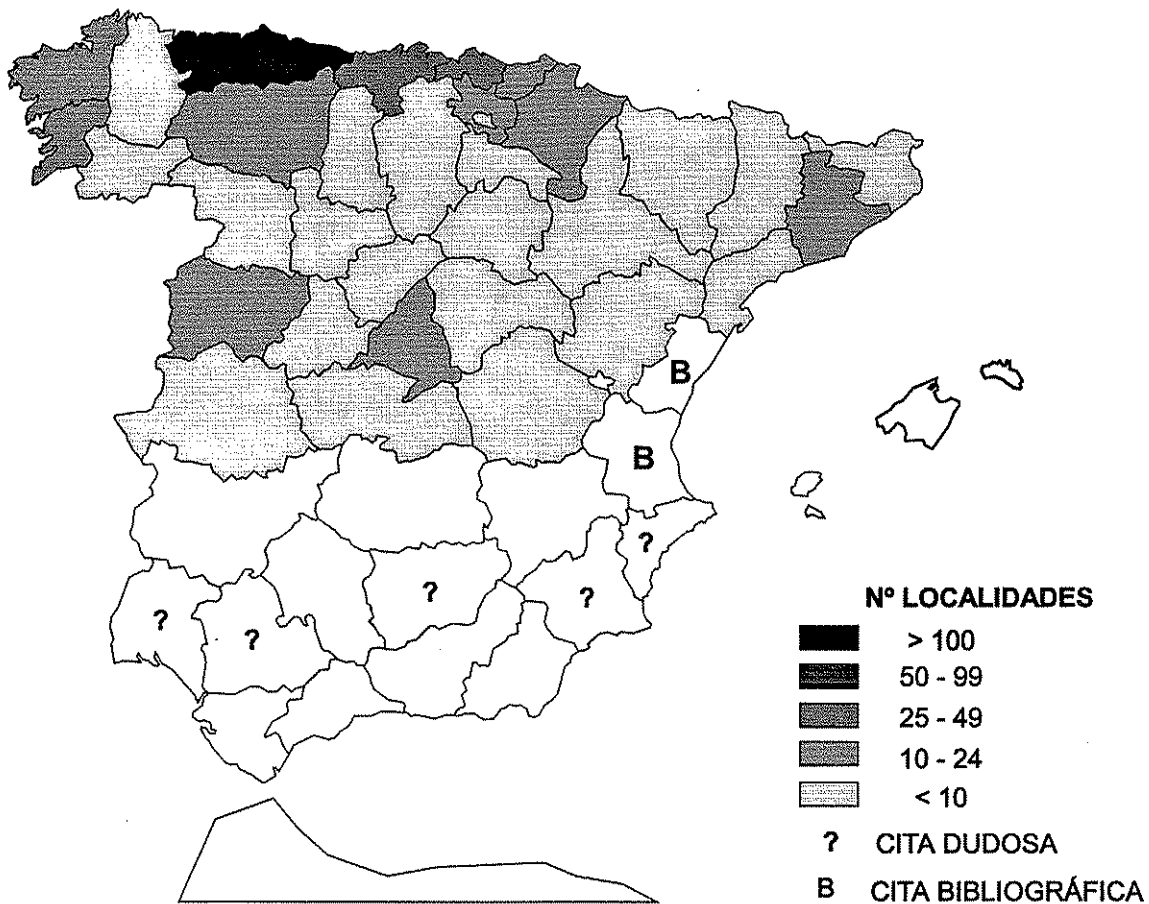 B
B
?
?
?
?
?
Nº LOCALIDADES
> 100
50 - 99
25 - 49
10 - 24
< 10
? CITA DUDOSA
B CITA BIBLIOGRÁFICA